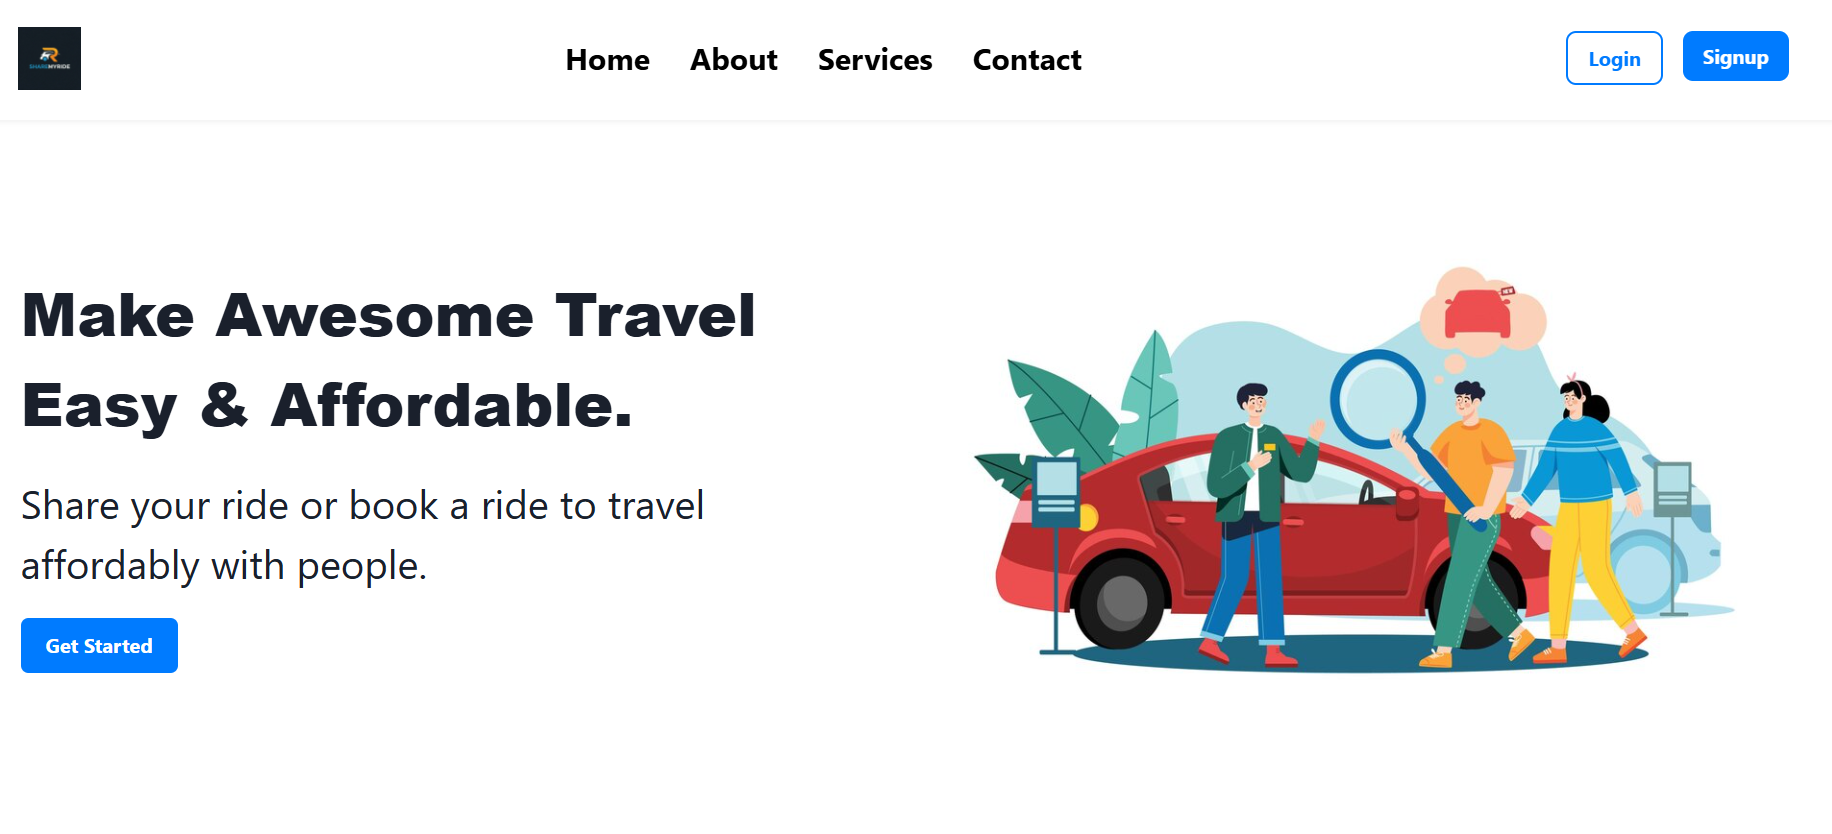 SHAREMYRIDE
Home About Services Contact
Login
Signup
Make Awesome Travel
Easy & Affordable.
Share your ride or book a ride to travel
affordably with people.
Get Started